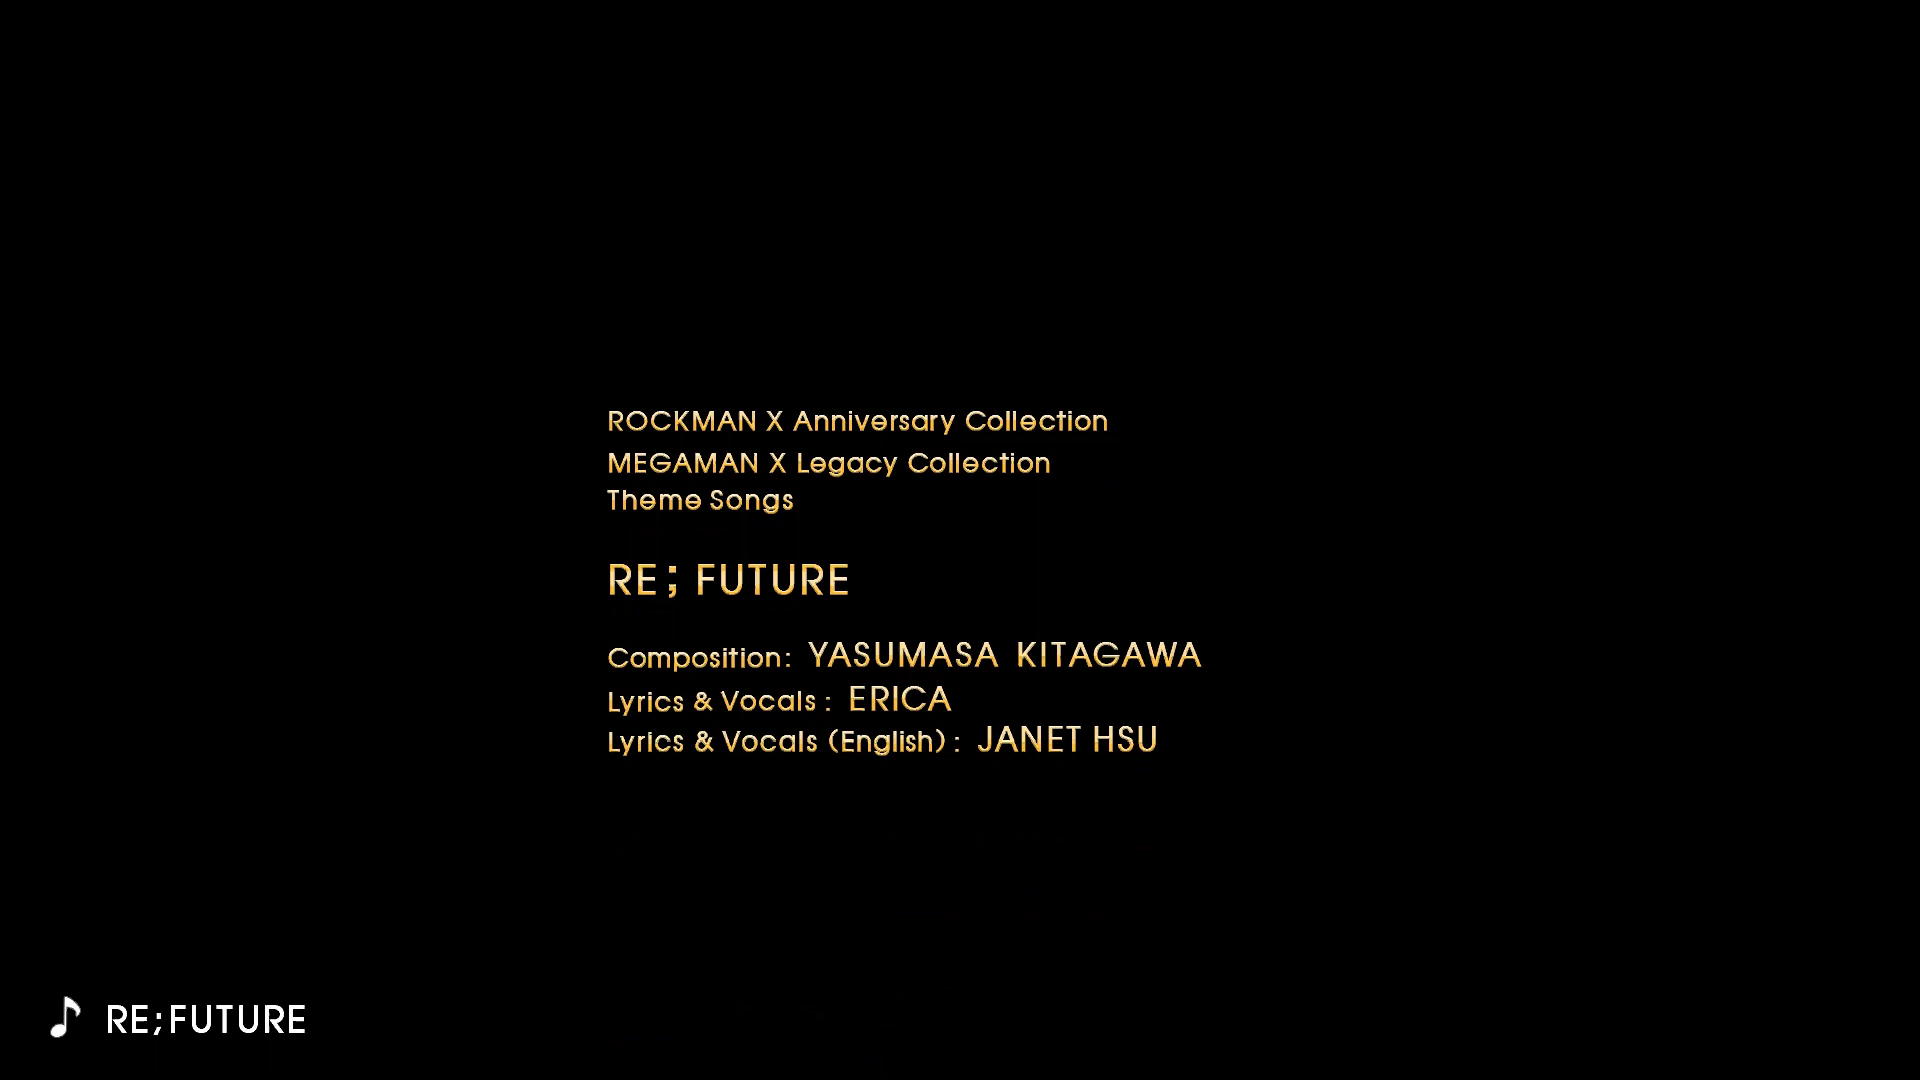 ROCKMAN X Anniversary Collection
MEGAMAN X Legacy Collection
Theme Songs
RE; FUTURE
Composition: YASUMASA KITAGAWA
Lyrics & Vocals : ERICA
Lyrics & Vocals (English) : JANET HSU
RE;FUTURE